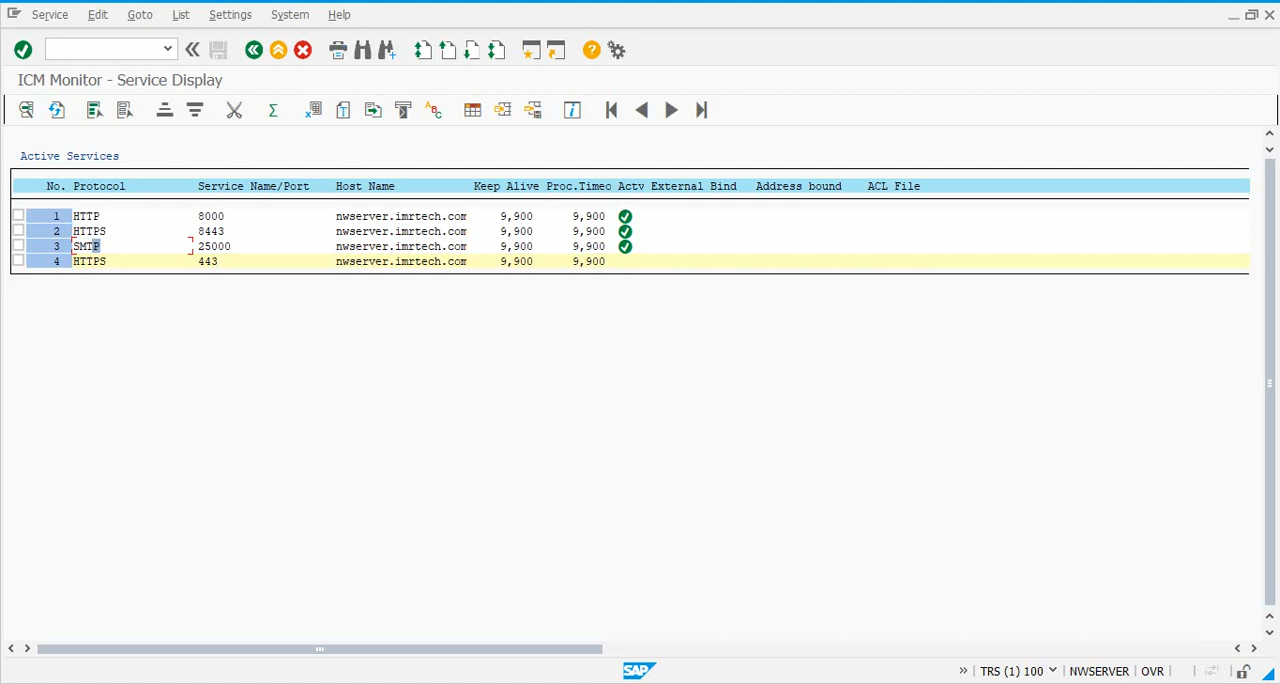 Service Edit Goto List Settings System Help
ICM Monitor - Service Display
Active Services
No. Protocol Service Name/Port Host Name Keep Alive Proc.Timeo Actv External Bind Address bound ACL File
1 HTTP 8000 nwserver.imrtech.com 9,900 9,900
2 HTTPS 8443 nwserver.imrtech.com 9,900 9,900
3 SMTP 25000 nwserver.imrtech.com 9,900 9,900
4 HTTPS 443 nwserver.imrtech.com 9,900 9,900
SAP TRS (1) 100 NWSERVER OVR